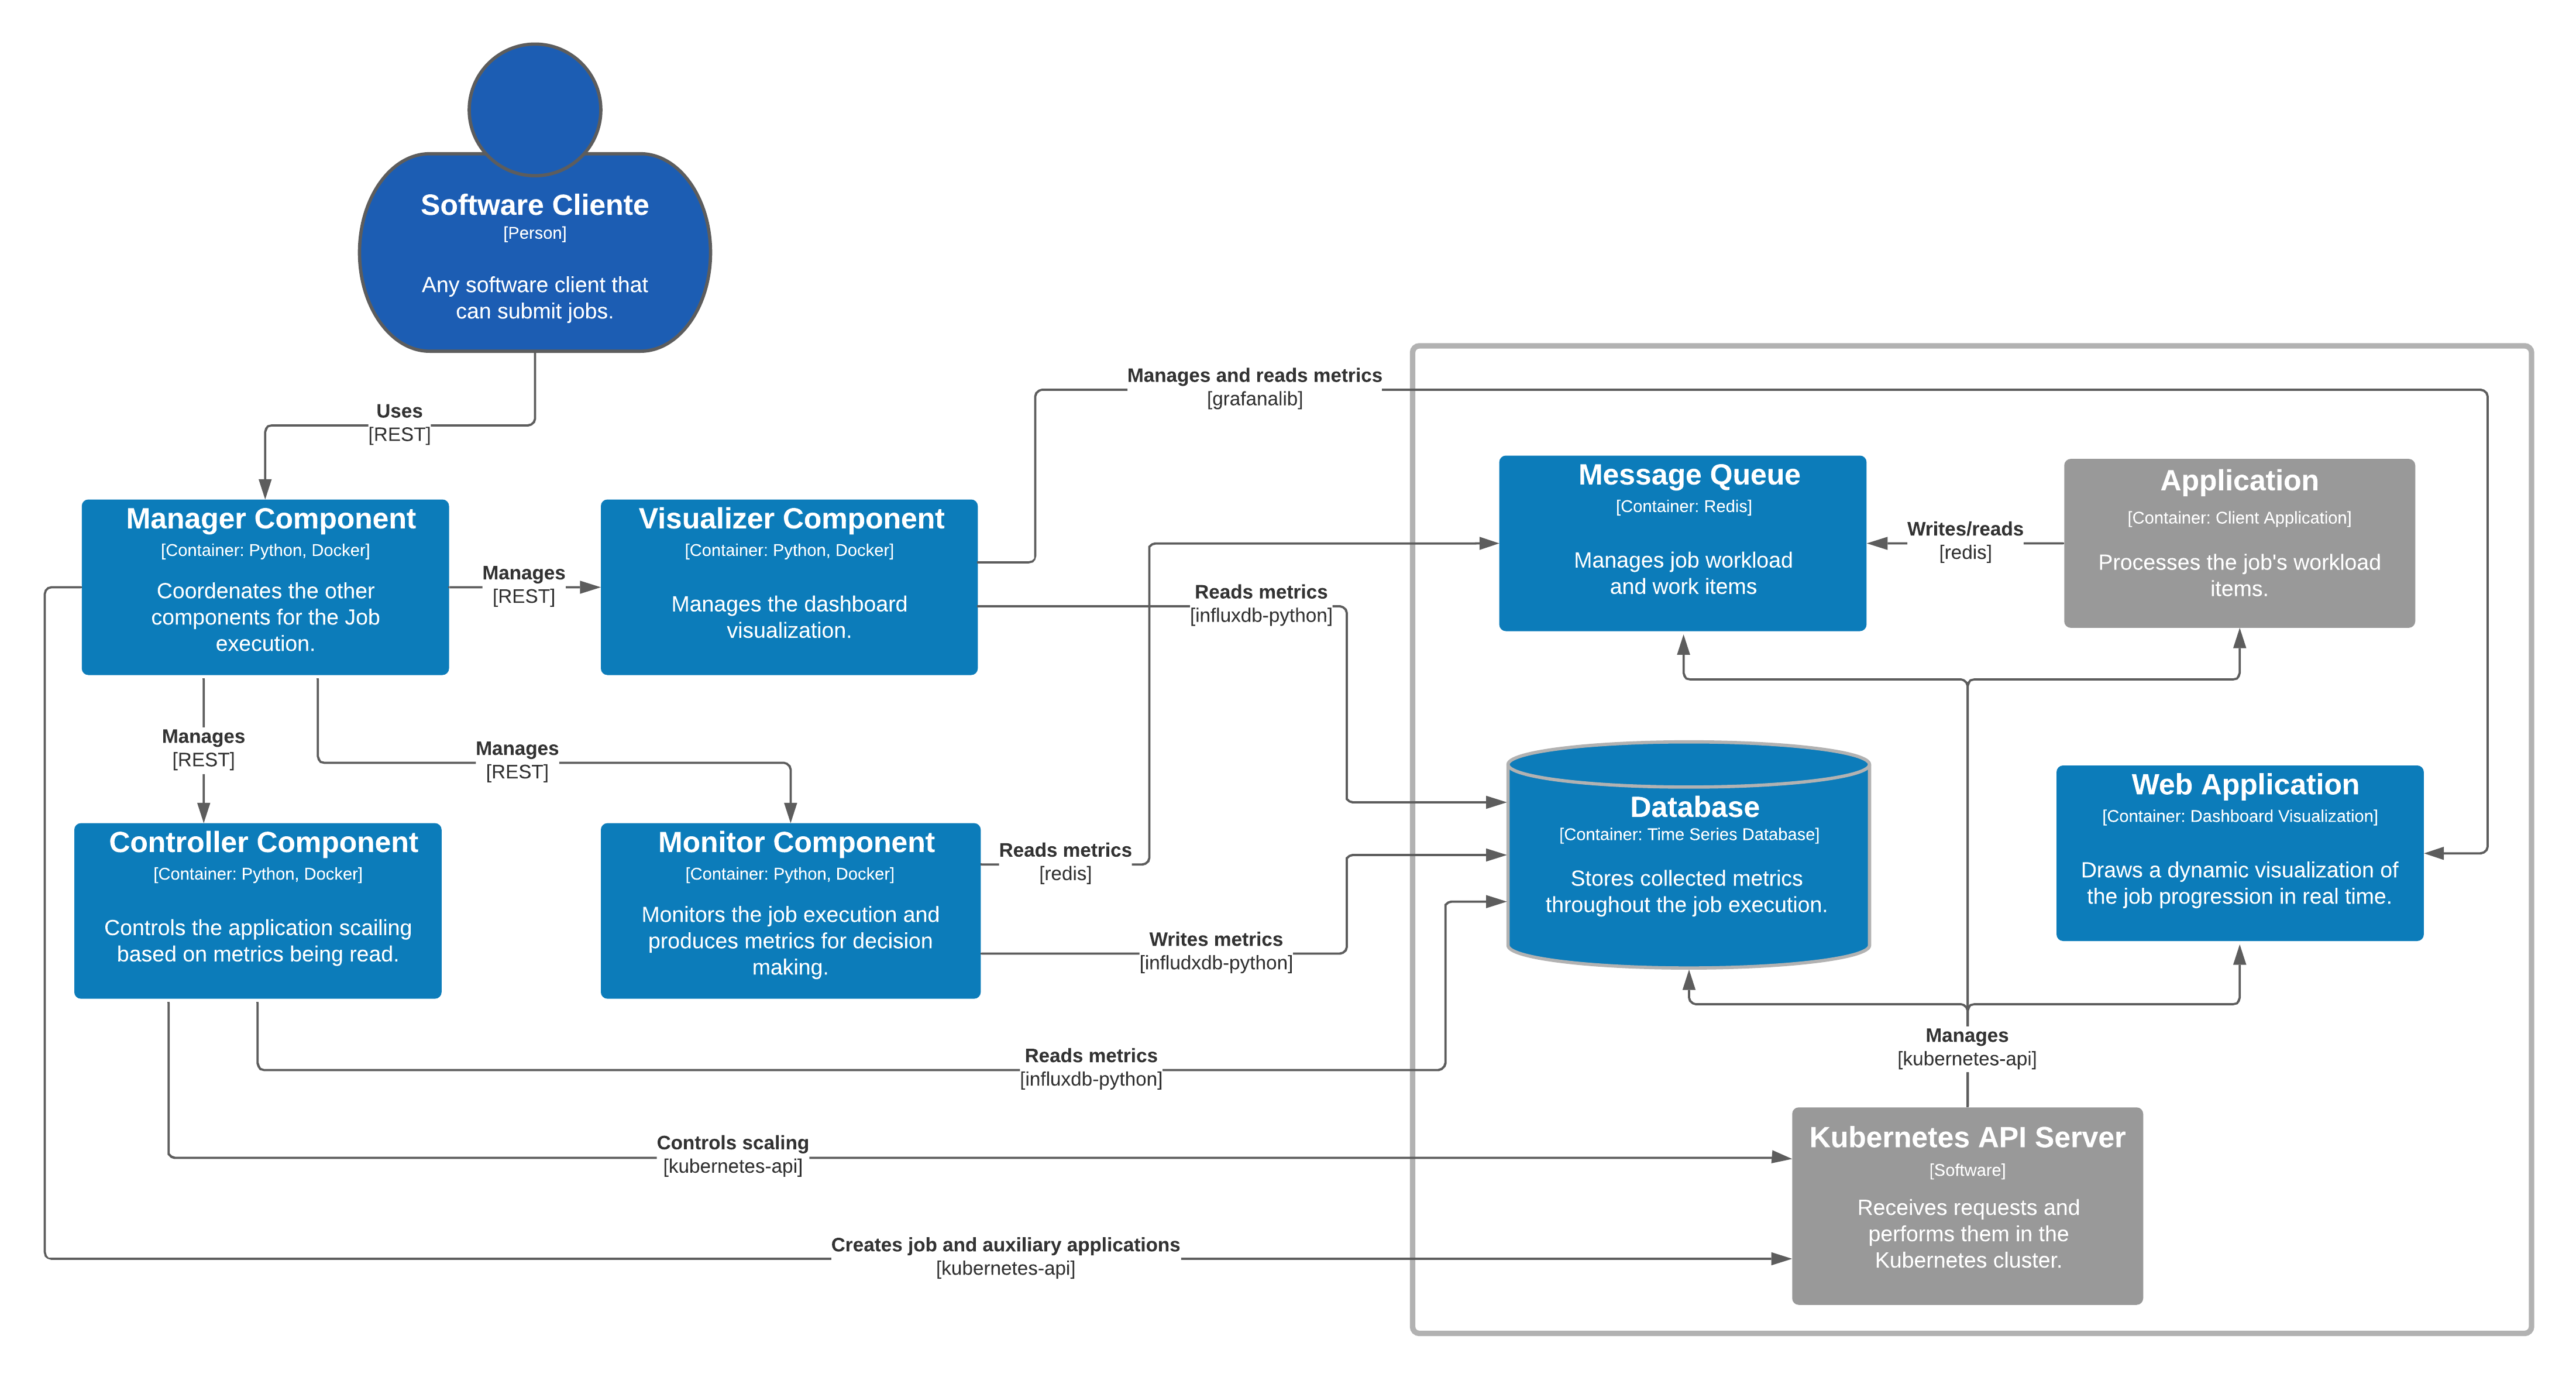 Software Cliente
[Person]
Any software client that
can submit jobs.
Uses
[REST]
Manager Component
[Container: Python, Docker]
Coordenates the other
components for the Job
execution.
Manages
[REST]
Visualizer Component
[Container: Python, Docker]
Manages the dashboard
visualization.
Manages and reads metrics
[grafanalib]
Reads metrics
[influxdb-python]
Manages
[REST]
Manages
[REST]
Controller Component
[Container: Python, Docker]
Controls the application scailing
based on metrics being read.
Monitor Component
[Container: Python, Docker]
Monitors the job execution and
produces metrics for decision
making.
Reads metrics
[redis]
Writes metrics
[infludxdb-python]
Reads metrics
[influxdb-python]
Controls scaling
[kubernetes-api]
Creates job and auxiliary applications
[kubernetes-api]
Message Queue
[Container: Redis]
Manages job workload
and work items
Writes/reads
[redis]
Application
[Container: Client Application]
Processes the job's workload
items.
Database
[Container: Time Series Database]
Stores collected metrics
throughout the job execution.
Web Application
[Container: Dashboard Visualization]
Draws a dynamic visualization of
the job progression in real time.
Manages
[kubernetes-api]
Kubernetes API Server
[Software]
Receives requests and
performs them in the
Kubernetes cluster.